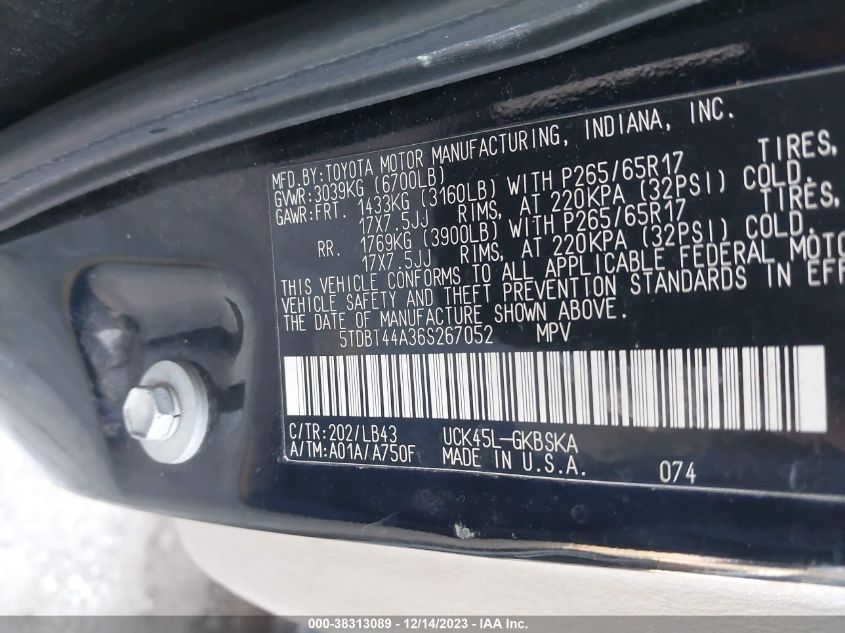 MFD.BY:TOYOTA MOTOR MANUFACTURING, INDIANA, INC.
GVWR:3039KG (6700LB)
GAWR:FRT. 1433KG (3160LB) WITH P265/65R17 TIRES,
17X7.5JJ RIMS, AT 220KPA (32PSI) COLD.
RR. 1769KG (3900LB) WITH P265/65R17 TIRES,
17X7.5JJ RIMS, AT 220KPA (32PSI) COLD.
THIS VEHICLE CONFORMS TO ALL APPLICABLE FEDERAL MOTO
VEHICLE SAFETY AND THEFT PREVENTION STANDARDS IN EFF
THE DATE OF MANUFACTURE SHOWN ABOVE.
5TDBT44A36S267052 MPV
C/TR:202/LB43 UCK45L-GKBSKA
A/TM:A01A/A750F MADE IN U.S.A. 074
000-38313089 - 12/14/2023 - © IAA Inc.